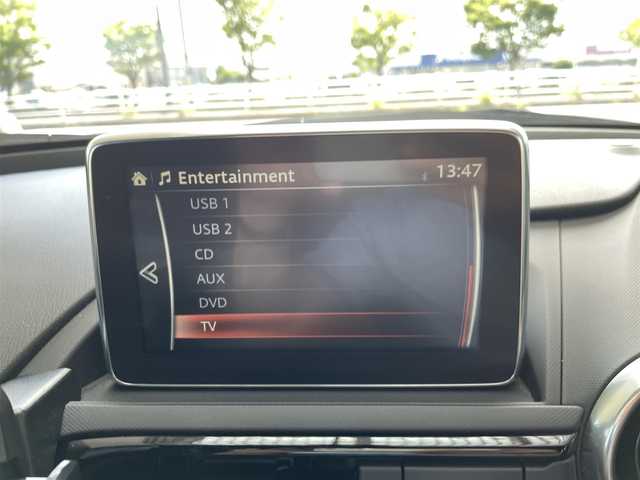 Entertainment 13:47
USB 1
USB 2
CD
AUX
DVD
TV